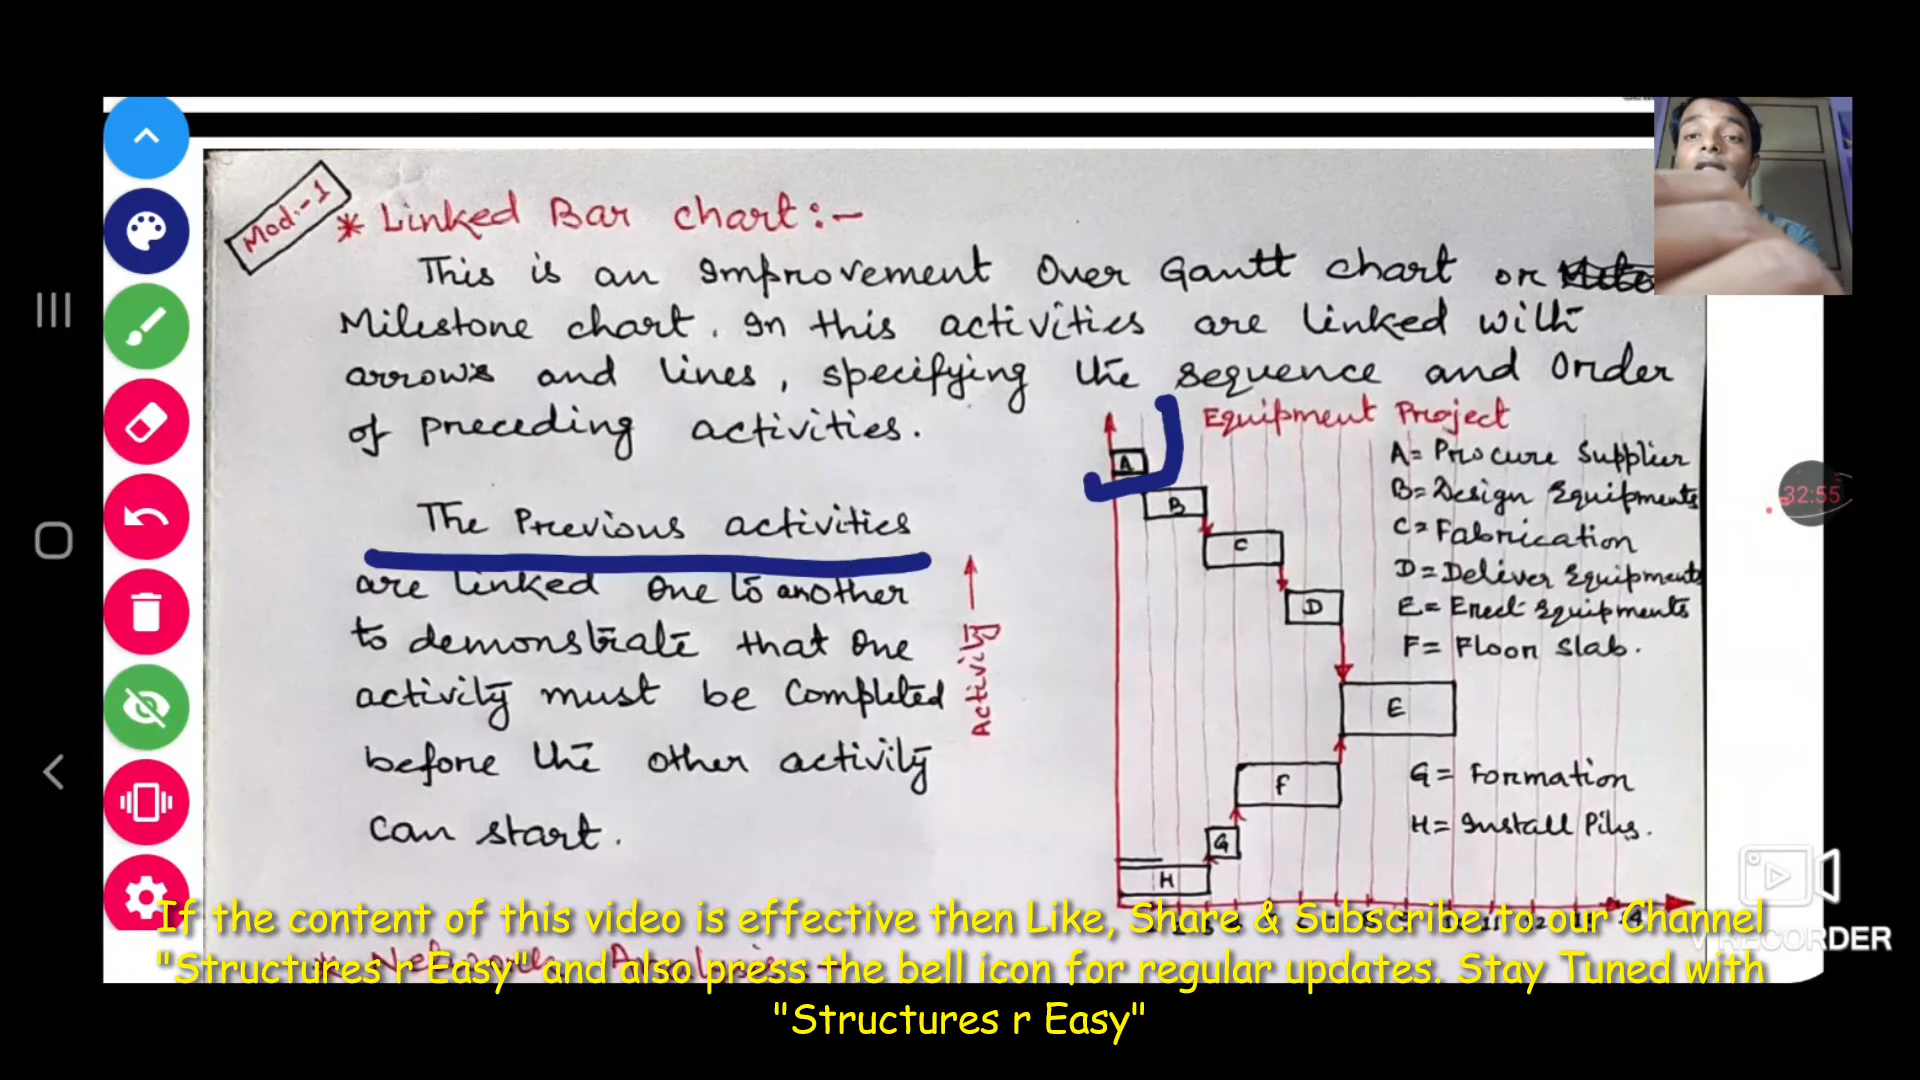 Mod:-1
* Linked Bar chart:-
This is an Improvement Over Gantt chart or
Milestone chart. In this activities are linked with
arrows and lines, specifying the sequence and Order
of preceding activities.
The Previous activities
are linked One to another
to demonstrate that One
activity must be Completed
before the other activity
can start.
Equipment Project
A= Procure Supplier
B= Design Equipments
C= Fabrication
D= Deliver Equipments
E= Erect Equipments
F= Floor Slab.
G= Formation
H= Install Piles.
Activity
A
B
C
D
E
F
G
H
32:55
* Network Analysis:-
If the content of this video is effective then Like, Share & Subscribe to our Channel
"Structures r Easy" and also press the bell icon for regular updates. Stay Tuned with
"Structures r Easy"
RECORDER